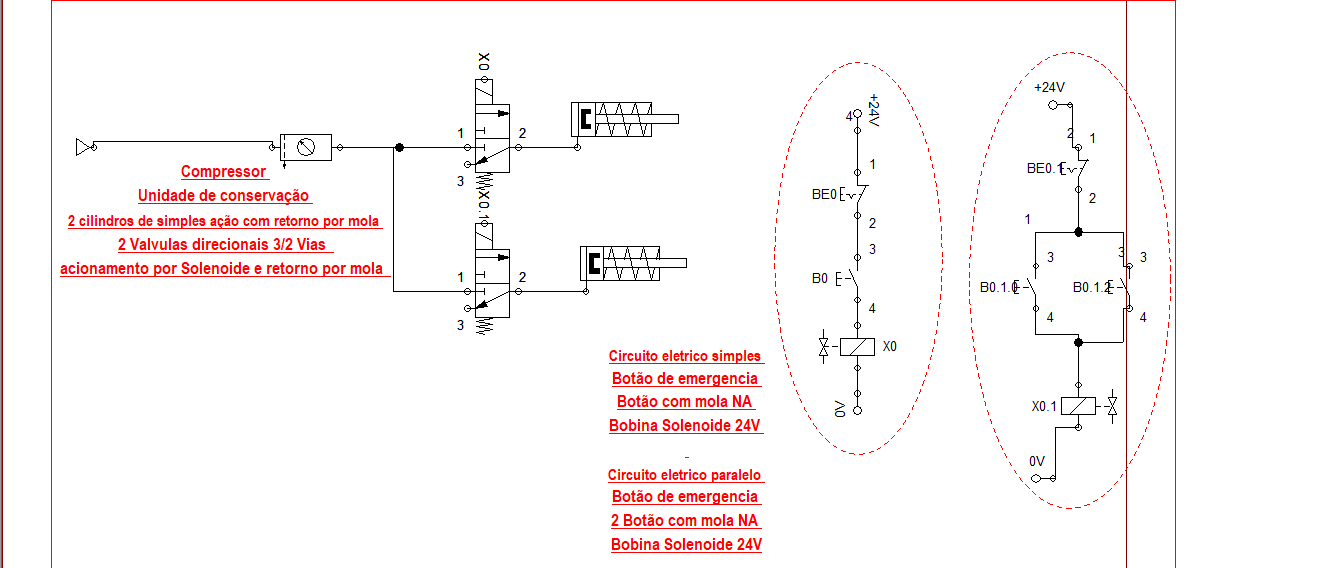 X0
1
2
3
Compressor
Unidade de conservação
2 cilindros de simples ação com retorno por mola
2 Valvulas direcionais 3/2 Vias
acionamento por Solenoide e retorno por mola
X0.1
1
2
3
Circuito eletrico simples
Botão de emergencia
Botão com mola NA
Bobina Solenoide 24V
-
Circuito eletrico paralelo
Botão de emergencia
2 Botão com mola NA
Bobina Solenoide 24V
+24V
4
1
BE0
2
3
B0
4
X0
0V
+24V
2
1
BE0.1
2
1
3
3
3
B0.1.0
B0.1.2
4
4
X0.1
0V